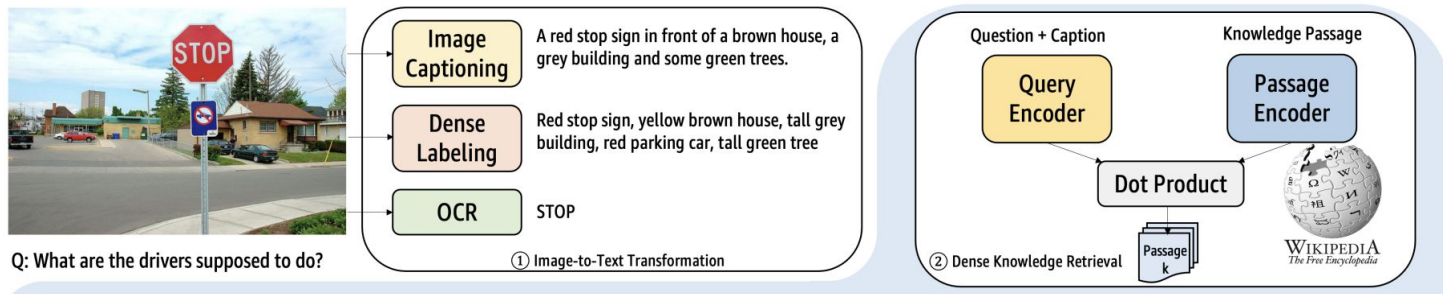 STOP
Q: What are the drivers supposed to do?
Image
Captioning
A red stop sign in front of a brown house, a
grey building and some green trees.
Dense
Labeling
Red stop sign, yellow brown house, tall grey
building, red parking car, tall green tree
OCR
STOP
① Image-to-Text Transformation
Question + Caption
Knowledge Passage
Query
Encoder
Passage
Encoder
Dot Product
Passage
k
② Dense Knowledge Retrieval
Ω
W
И
WIKIPEDIA
The Free Encyclopedia